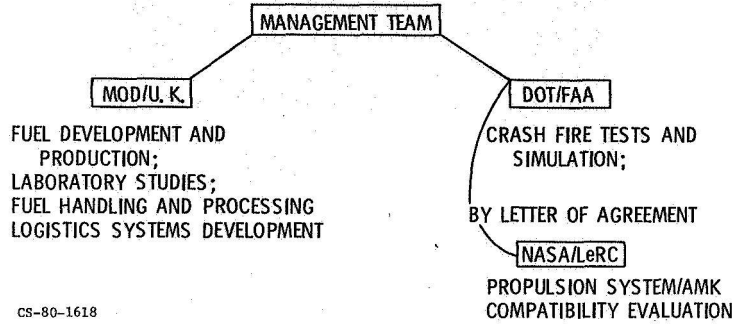 MANAGEMENT TEAM
MOD/U. K.
FUEL DEVELOPMENT AND
PRODUCTION;
LABORATORY STUDIES;
FUEL HANDLING AND PROCESSING
LOGISTICS SYSTEMS DEVELOPMENT
DOT/FAA
CRASH FIRE TESTS AND
SIMULATION;
BY LETTER OF AGREEMENT
NASA/LeRC
PROPULSION SYSTEM/AMK
COMPATIBILITY EVALUATION
CS-80-1618